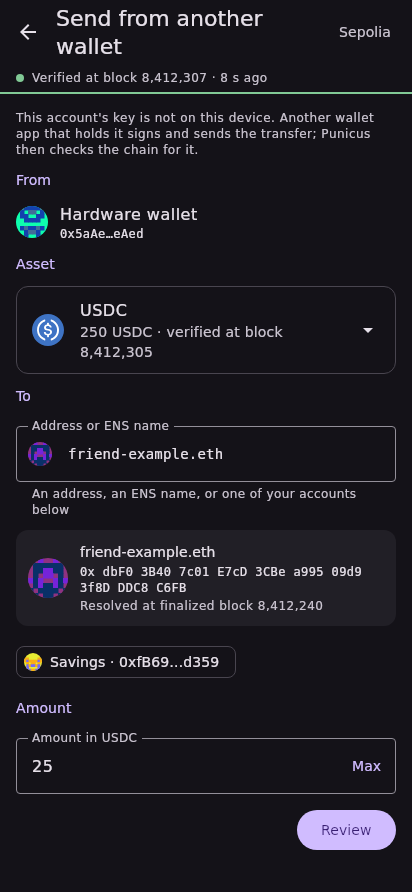 Send from another
wallet
Sepolia
Verified at block 8,412,307 · 8 s ago
This account's key is not on this device. Another wallet
app that holds it signs and sends the transfer; Punicus
then checks the chain for it.
From
Hardware wallet
0x5aAe…eAed
Asset
USDC
250 USDC · verified at block
8,412,305
To
Address or ENS name
friend-example.eth
An address, an ENS name, or one of your accounts
below
friend-example.eth
0x dbF0 3B40 7c01 E7cD 3CBe a995 09d9
3f8D DDC8 C6FB
Resolved at finalized block 8,412,240
Savings · 0xfB69…d359
Amount
Amount in USDC
25
Max
Review